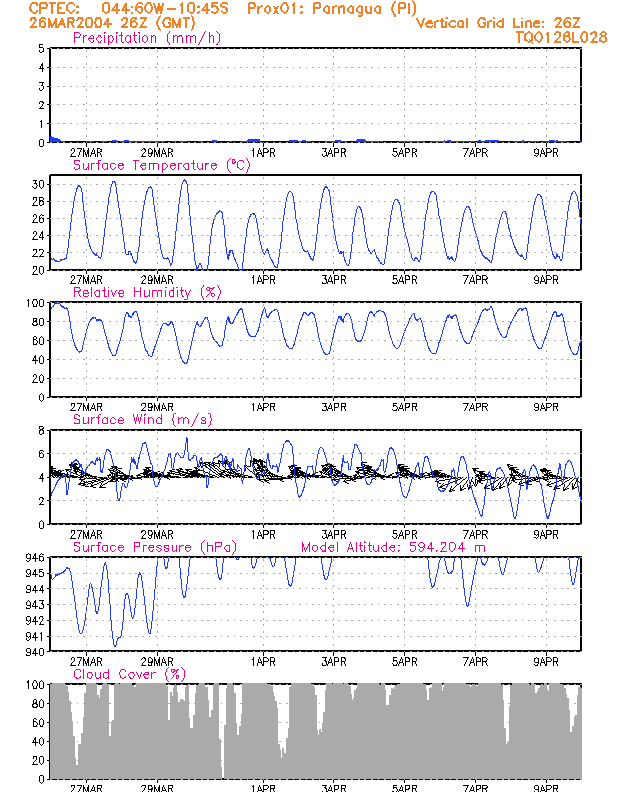 CPTEC: 044:60W-10:45S Prox01: Parnagua (PI)
26MAR2004 26Z (GMT) Vertical Grid Line: 26Z
Precipitation (mm/h) TQ0126L028
5
4
3
2
1
0
27MAR 29MAR 1APR 3APR 5APR 7APR 9APR
Surface Temperature (°C)
30
28
26
24
22
20
27MAR 29MAR 1APR 3APR 5APR 7APR 9APR
Relative Humidity (%)
100
80
60
40
20
0
27MAR 29MAR 1APR 3APR 5APR 7APR 9APR
Surface Wind (m/s)
8
6
4
2
0
27MAR 29MAR 1APR 3APR 5APR 7APR 9APR
Surface Pressure (hPa) Model Altitude: 594.204 m
946
945
944
943
942
941
940
27MAR 29MAR 1APR 3APR 5APR 7APR 9APR
Cloud Cover (%)
100
80
60
40
20
0
27MAR 29MAR 1APR 3APR 5APR 7APR 9APR